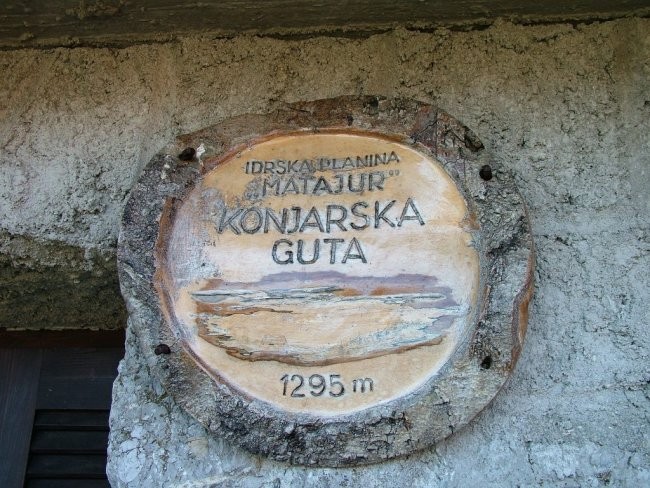 IDRSKA PLANINA
„MATAJUR”
KONJARSKA
GUTA
1295 m